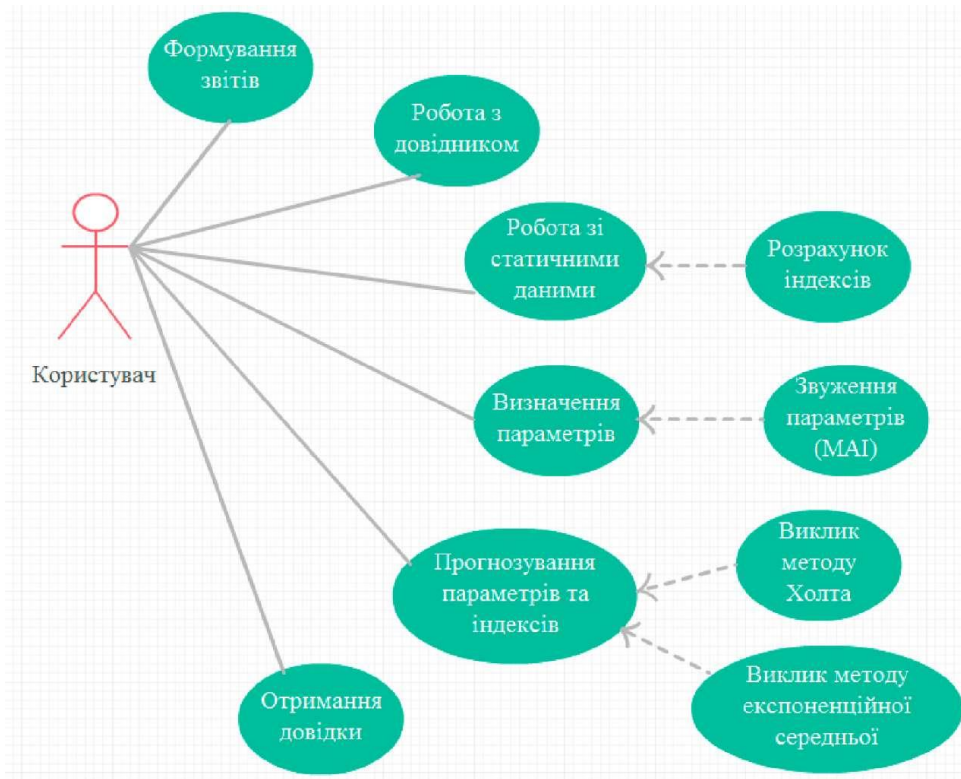 Формування
звітів
Робота з
довідником
Робота зі
статичними
даними
Розрахунок
індексів
Користувач
Визначення
параметрів
Звуження
параметрів
(МАІ)
Прогнозування
параметрів та
індексів
Виклик
методу
Холта
Виклик методу
експоненційної
середньої
Отримання
довідки